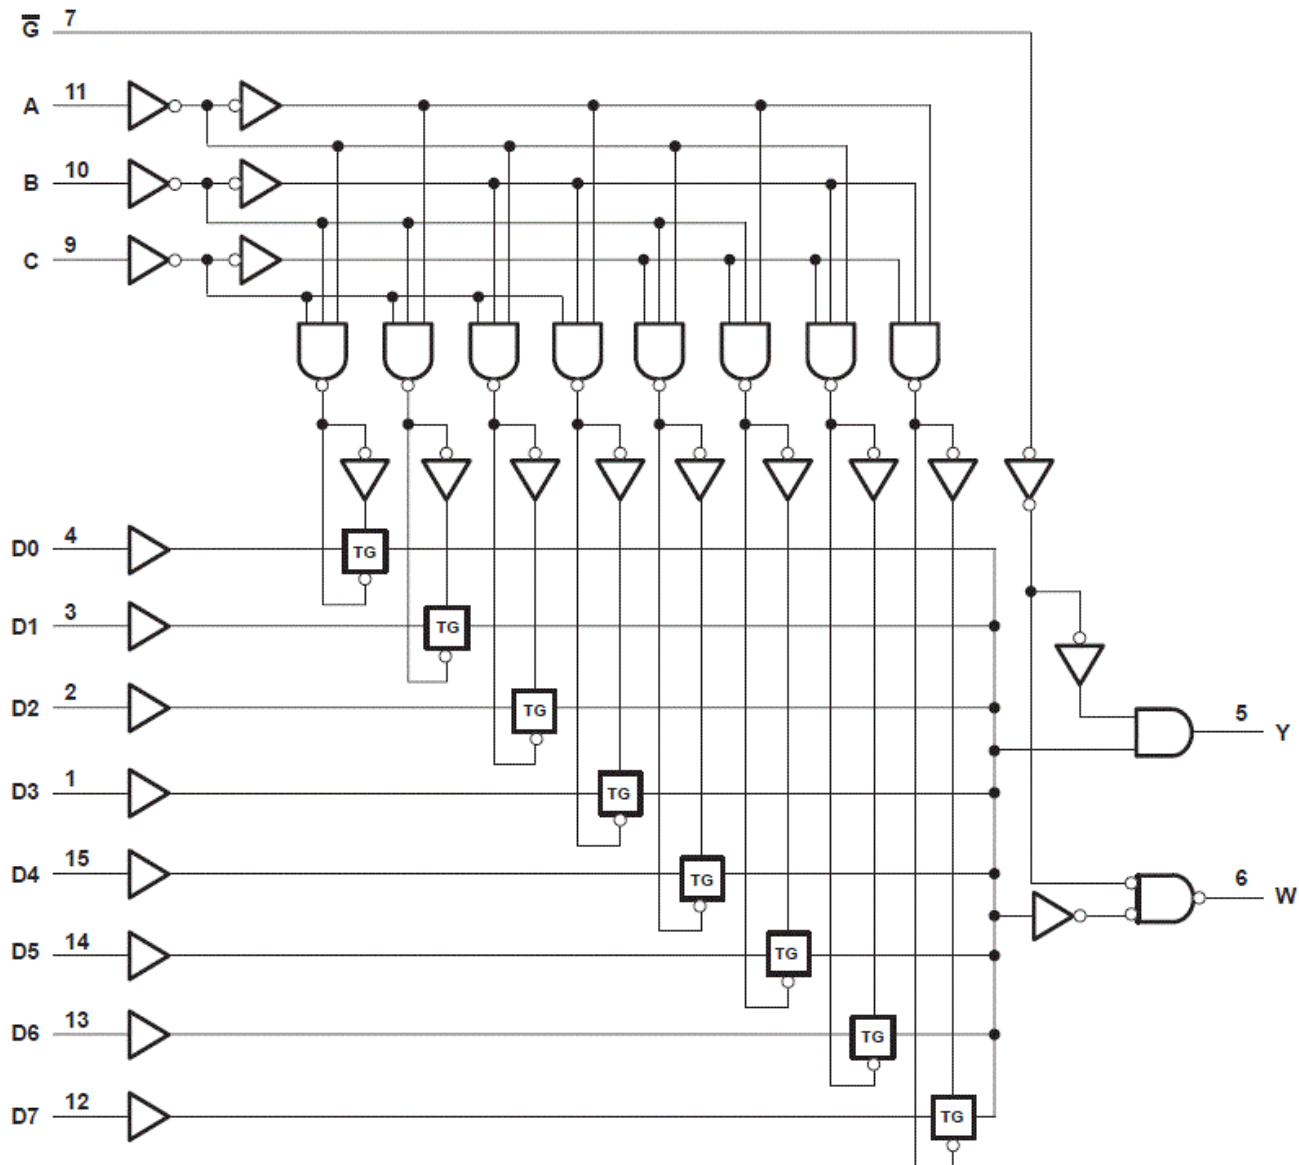 G̅ 7
A 11
B 10
C 9
D0 4
TG
D1 3
TG
D2 2
TG
5 Y
D3 1
TG
D4 15
TG
6 W
D5 14
TG
D6 13
TG
D7 12
TG